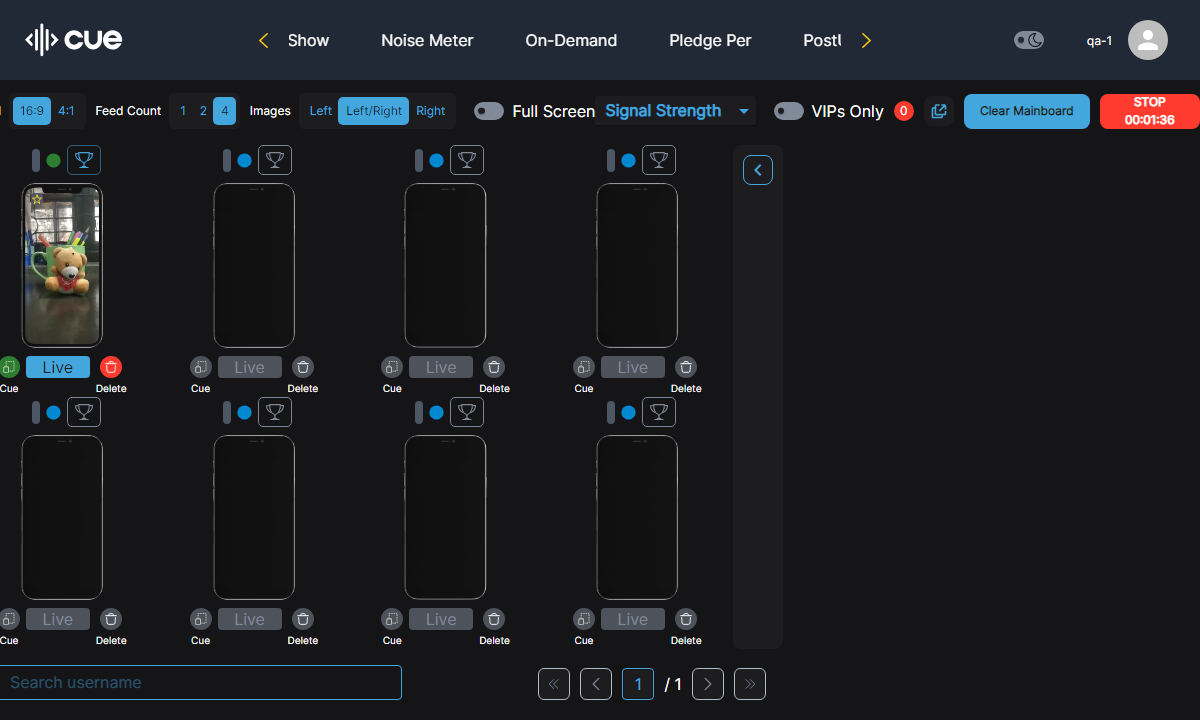 cue
Show
Noise Meter
On-Demand
Pledge Per
qa-1
16:9
4:1
Feed Count
1
2
4
Images
Left
Left/Right
Right
Full Screen
Signal Strength
VIPs Only
0
Clear Mainboard
STOP
00:01:36
Live
Live
Live
Live
Cue
Delete
Cue
Delete
Cue
Delete
Cue
Delete
Live
Live
Live
Live
Cue
Delete
Cue
Delete
Cue
Delete
Cue
Delete
Search username
1
/ 1